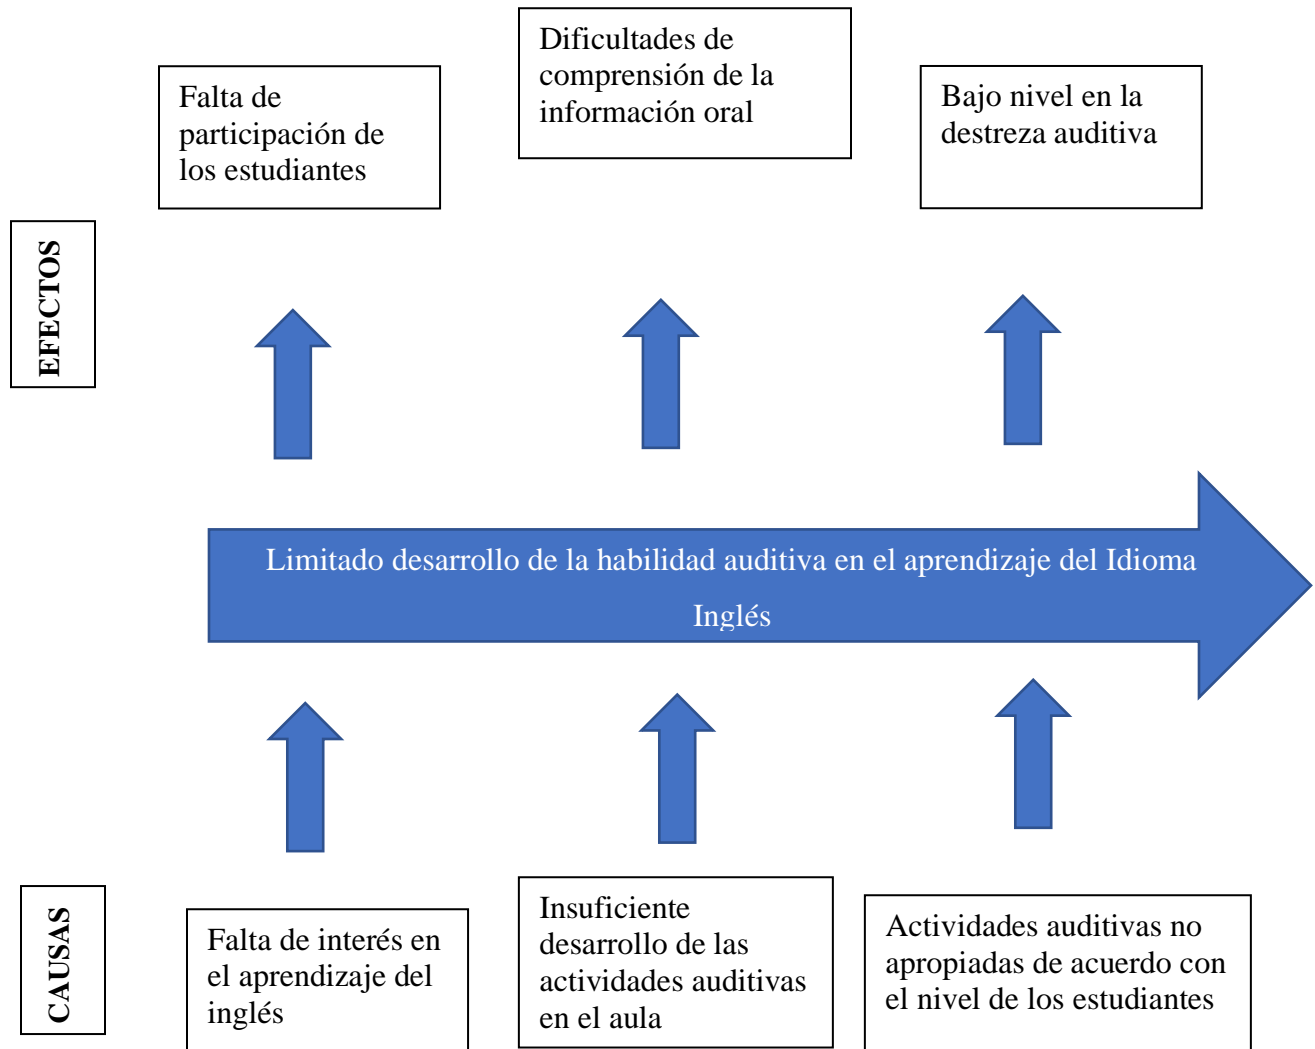 Falta de
participación de
los estudiantes
Dificultades de
comprensión de la
información oral
Bajo nivel en la
destreza auditiva
EFECTOS
Limitado desarrollo de la habilidad auditiva en el aprendizaje del Idioma
Inglés
CAUSAS
Falta de interés en
el aprendizaje del
inglés
Insuficiente
desarrollo de las
actividades auditivas
en el aula
Actividades auditivas no
apropiadas de acuerdo con
el nivel de los estudiantes